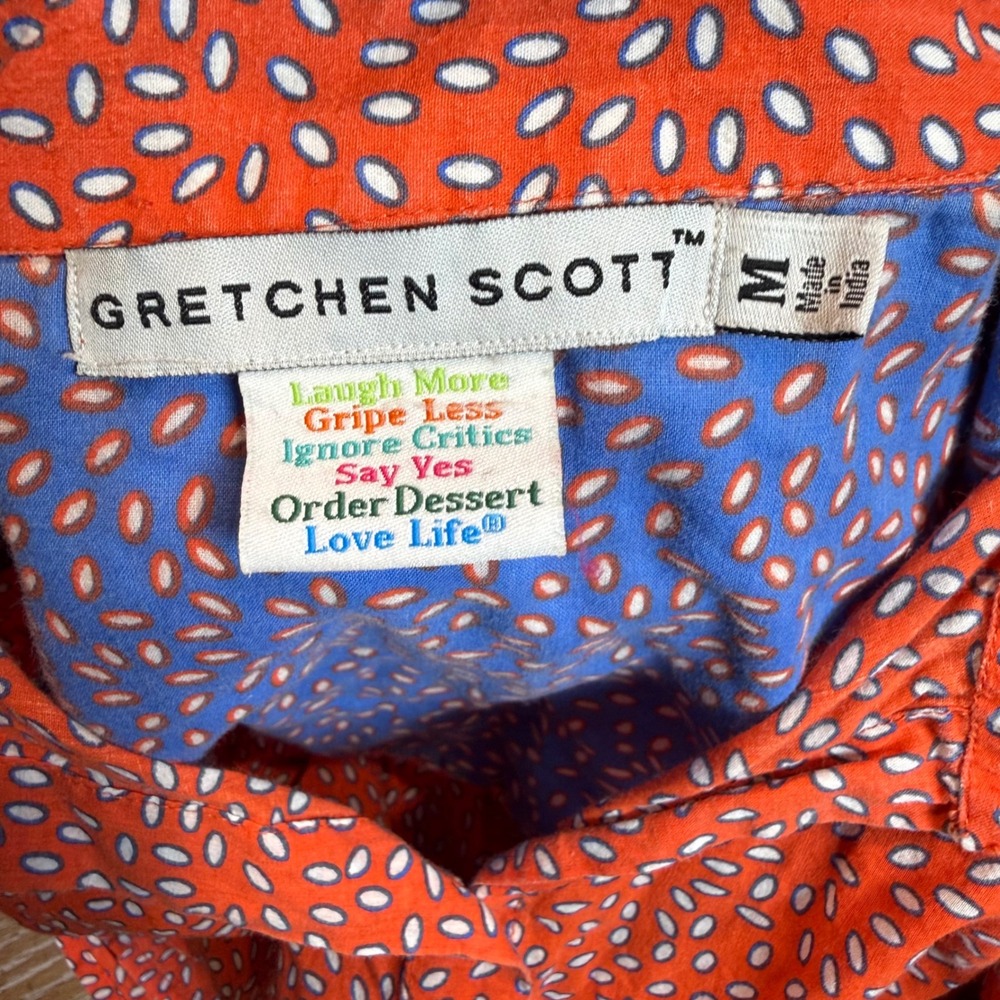 GRETCHEN SCOTT™
M
Made
in
India
Laugh More
Gripe Less
Ignore Critics
Say Yes
Order Dessert
Love Life®